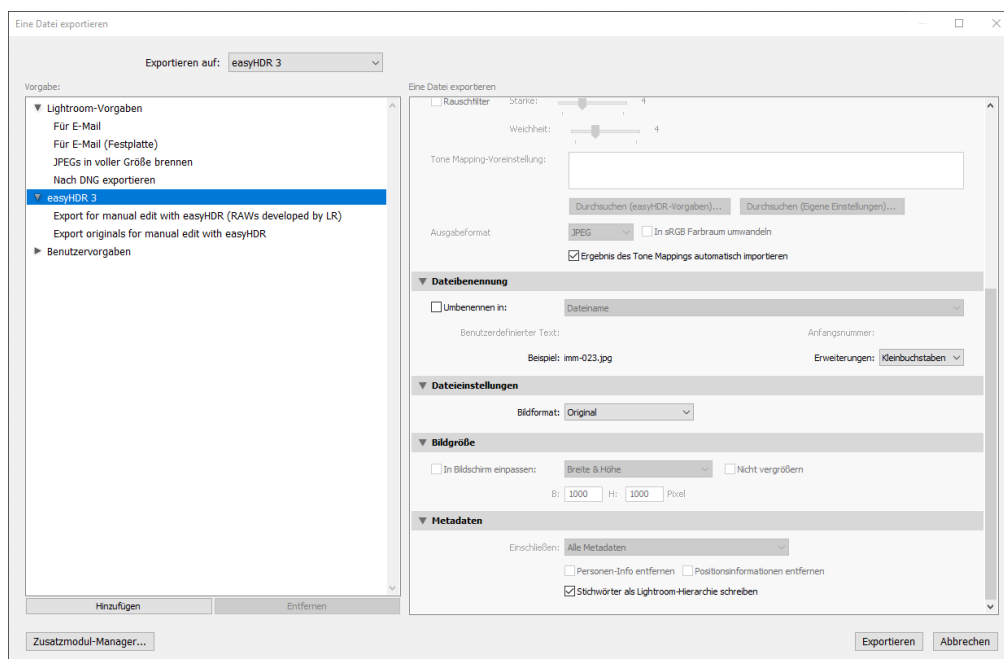 Eine Datei exportieren
Exportieren auf: easyHDR 3
Vorgabe:
Lightroom-Vorgaben
Für E-Mail
Für E-Mail (Festplatte)
JPEGs in voller Größe brennen
Nach DNG exportieren
easyHDR 3
Export for manual edit with easyHDR (RAWs developed by LR)
Export originals for manual edit with easyHDR
Benutzervorgaben
Hinzufügen Entfernen
Eine Datei exportieren
Rauschfilter Stärke: 4
Weichheit: 4
Tone Mapping-Voreinstellung:
Durchsuchen (easyHDR-Vorgaben)... Durchsuchen (Eigene Einstellungen)...
Ausgabeformat JPEG In sRGB Farbraum umwandeln
Ergebnis des Tone Mappings automatisch importieren
Dateibenennung
Umbenennen in: Dateiname
Benutzerdefinierter Text: Anfangsnummer:
Beispiel: imm-023.jpg Erweiterungen: Kleinbuchstaben
Dateieinstellungen
Bildformat: Original
Bildgröße
In Bildschirm einpassen: Breite & Höhe Nicht vergrößern
B: 1000 H: 1000 Pixel
Metadaten
Einschließen: Alle Metadaten
Personen-Info entfernen Positionsinformationen entfernen
Stichwörter als Lightroom-Hierarchie schreiben
Zusatzmodul-Manager... Exportieren Abbrechen